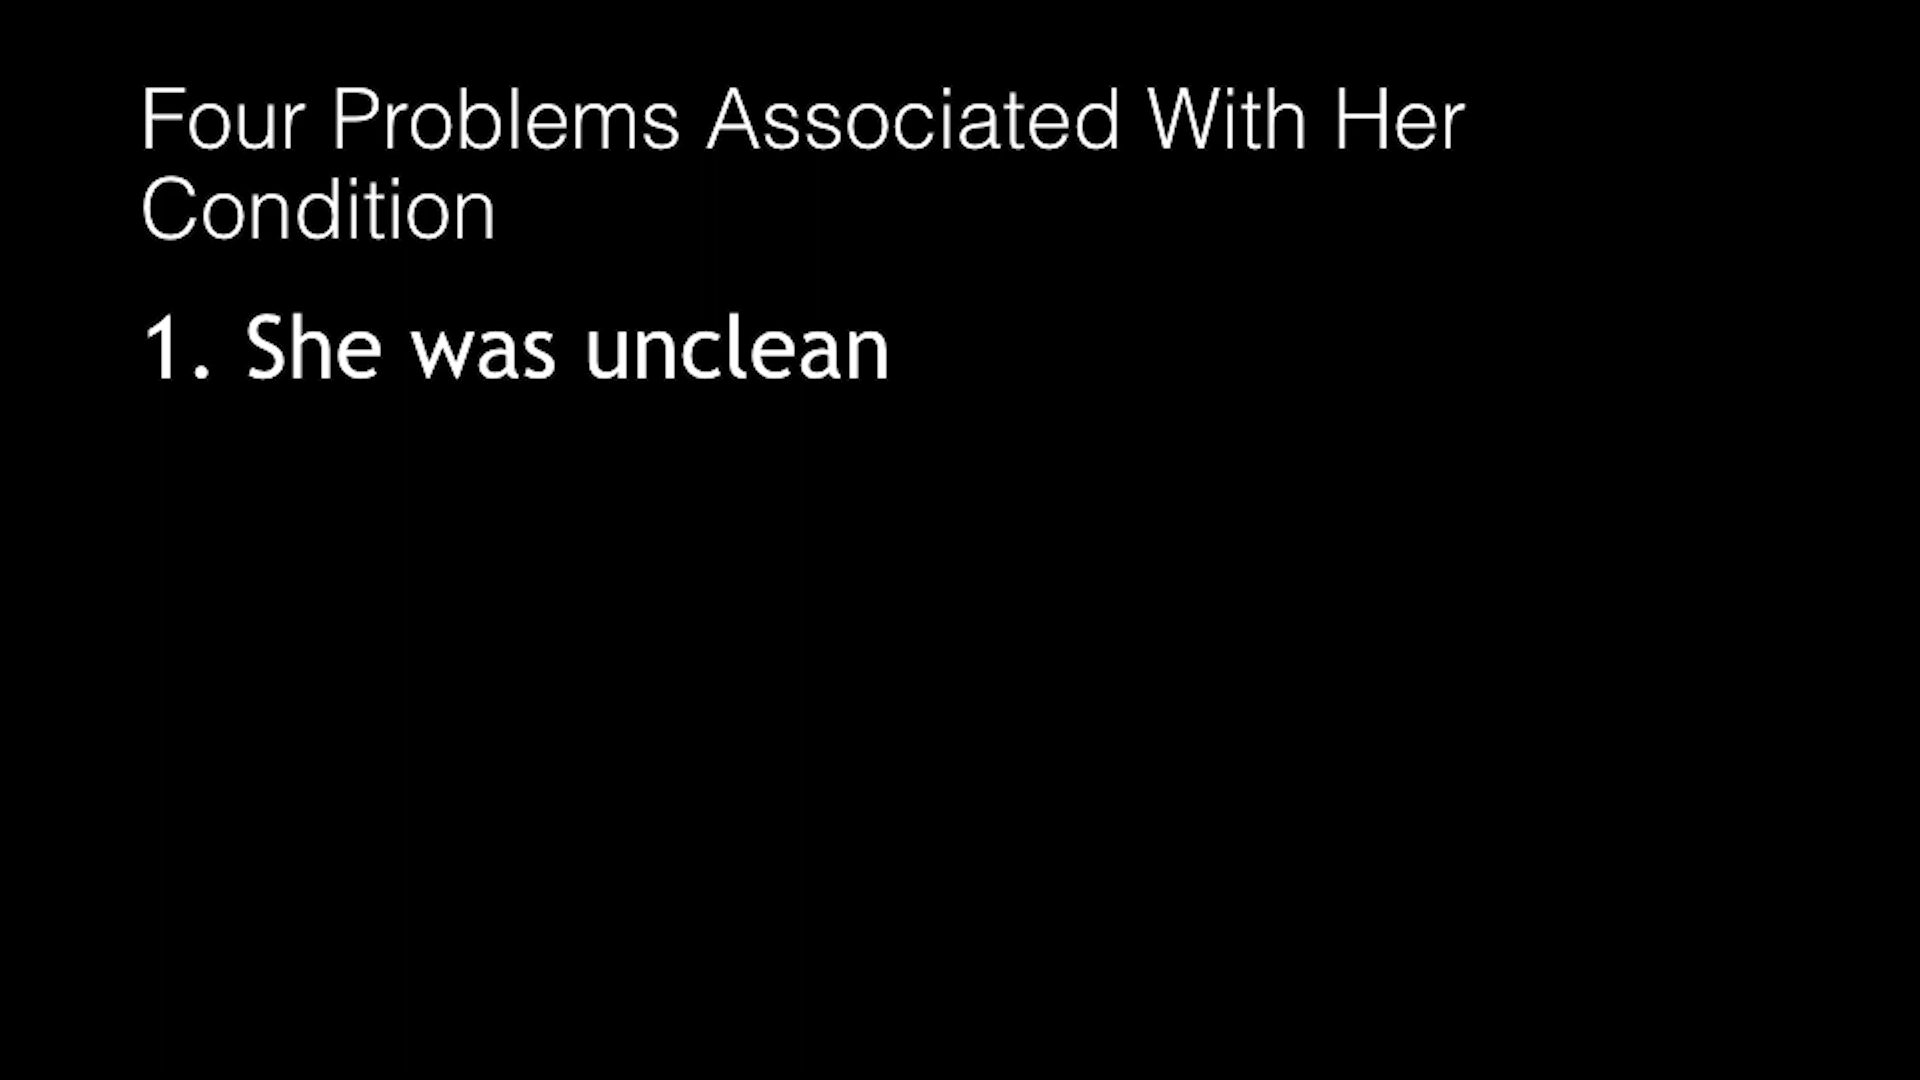 Four Problems Associated With Her
Condition
1. She was unclean